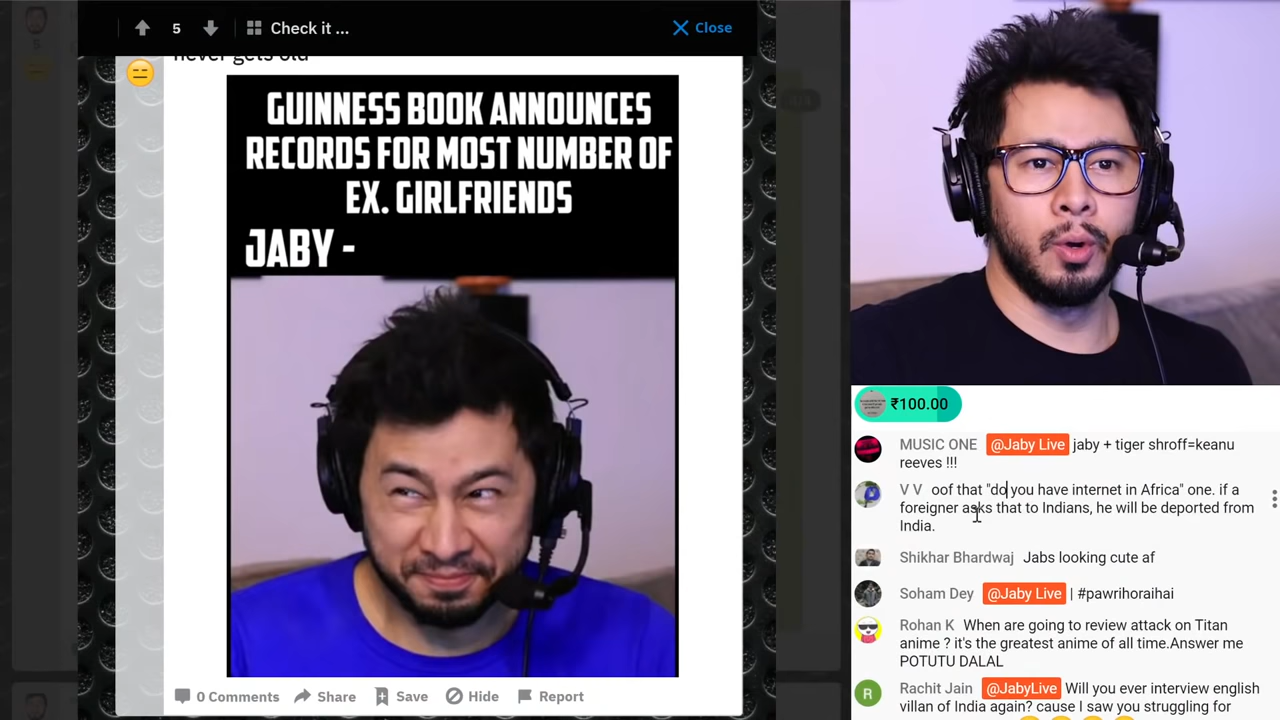 5
Check it ...
Close
never gets old
GUINNESS BOOK ANNOUNCES
RECORDS FOR MOST NUMBER OF
EX. GIRLFRIENDS
JABY -
0 Comments
Share
Save
Hide
Report
₹100.00
MUSIC ONE @Jaby Live jaby + tiger shroff=keanu
reeves !!!
V V oof that "do you have internet in Africa" one. if a
foreigner asks that to Indians, he will be deported from
India.
Shikhar Bhardwaj Jabs looking cute af
Soham Dey @Jaby Live | #pawrihoraihai
Rohan K When are going to review attack on Titan
anime ? it's the greatest anime of all time.Answer me
POTUTU DALAL
R
Rachit Jain @JabyLive Will you ever interview english
villan of India again? cause I saw you struggling for